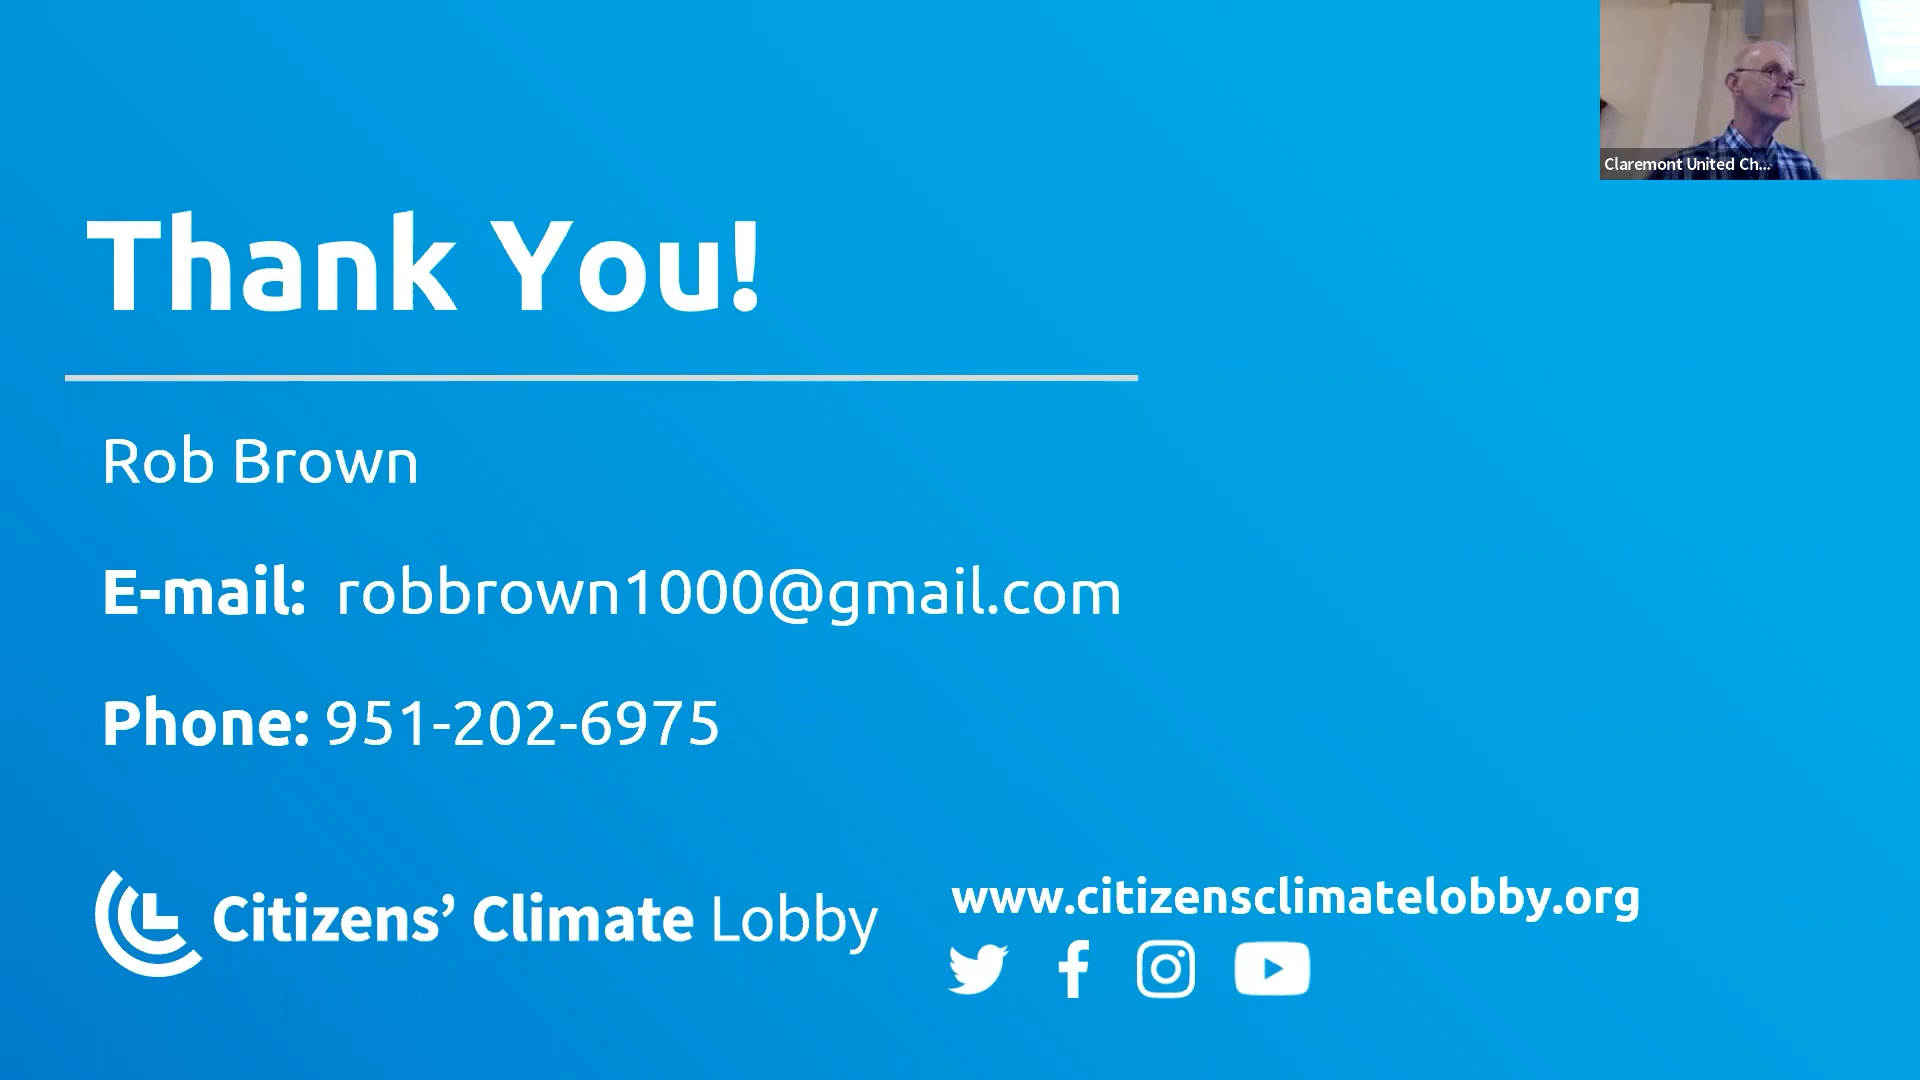 Claremont United Ch...
Thank You!
Rob Brown
E-mail: robbrown1000@gmail.com
Phone: 951-202-6975
Citizens’ Climate Lobby
www.citizensclimatelobby.org